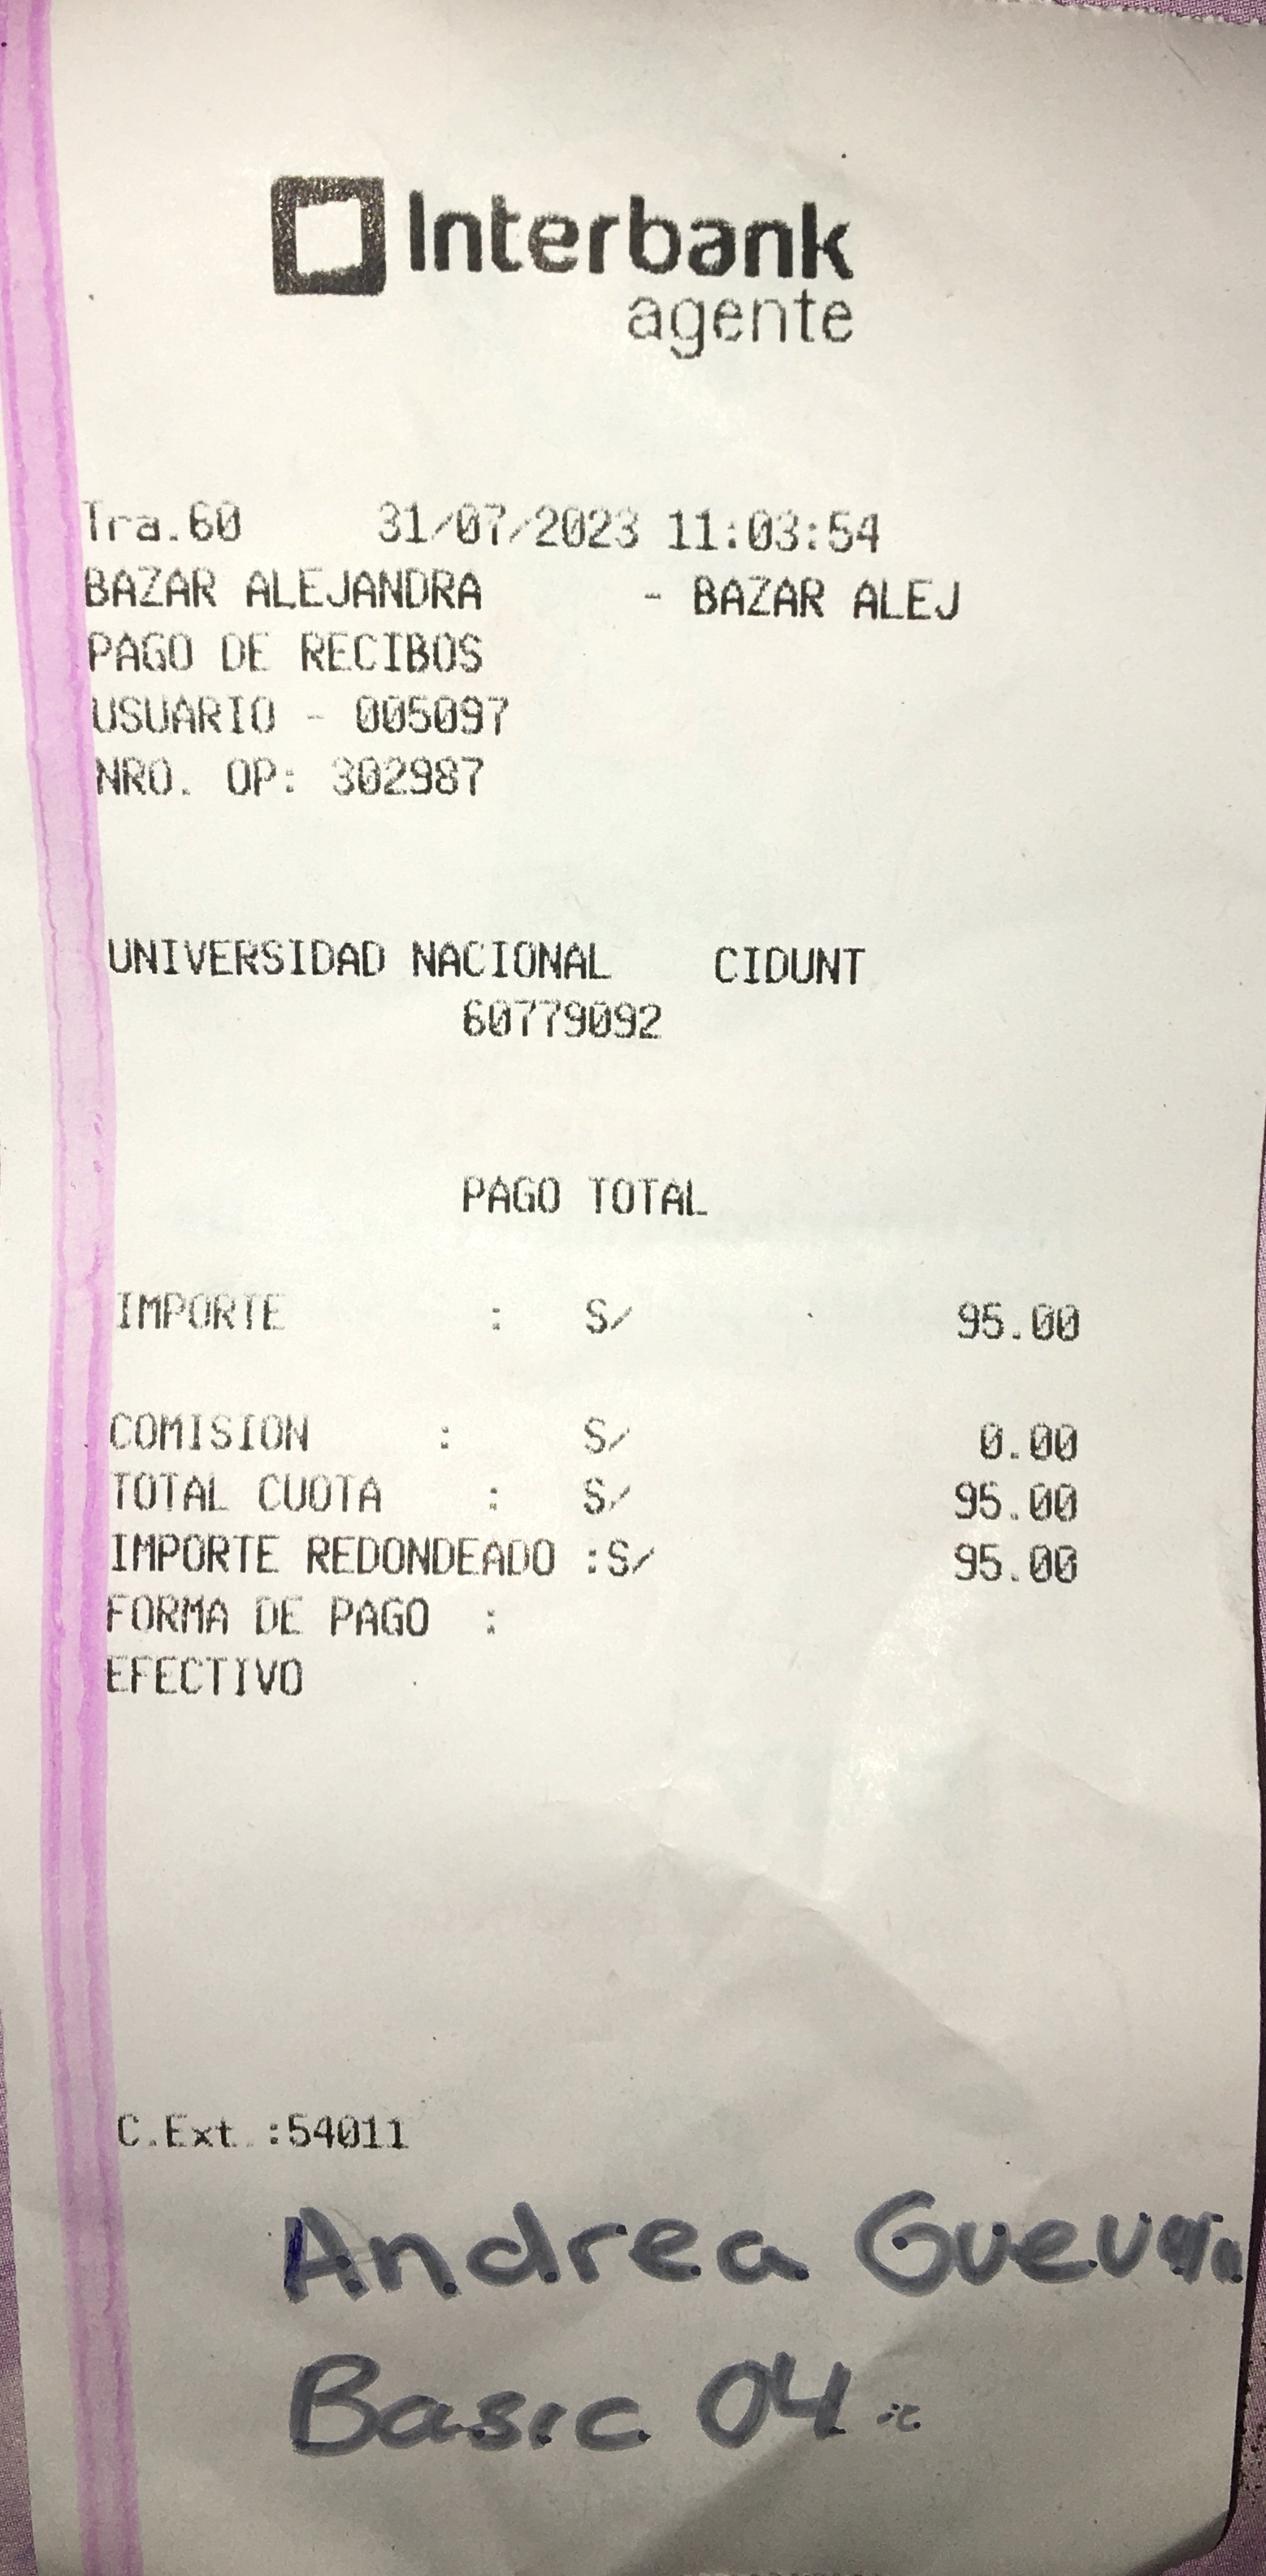 Interbank
agente
Tra.60 31/07/2023 11:03:54
BAZAR ALEJANDRA - BAZAR ALEJ
PAGO DE RECIBOS
USUARIO - 005097
NRO. OP: 302987
UNIVERSIDAD NACIONAL CIDUNT
60779092
PAGO TOTAL
IMPORTE : S/ 95.00
COMISION : S/ 0.00
TOTAL CUOTA : S/ 95.00
IMPORTE REDONDEADO :S/ 95.00
FORMA DE PAGO :
EFECTIVO
C.Ext.:54011
Andrea Guevara
Basic 04